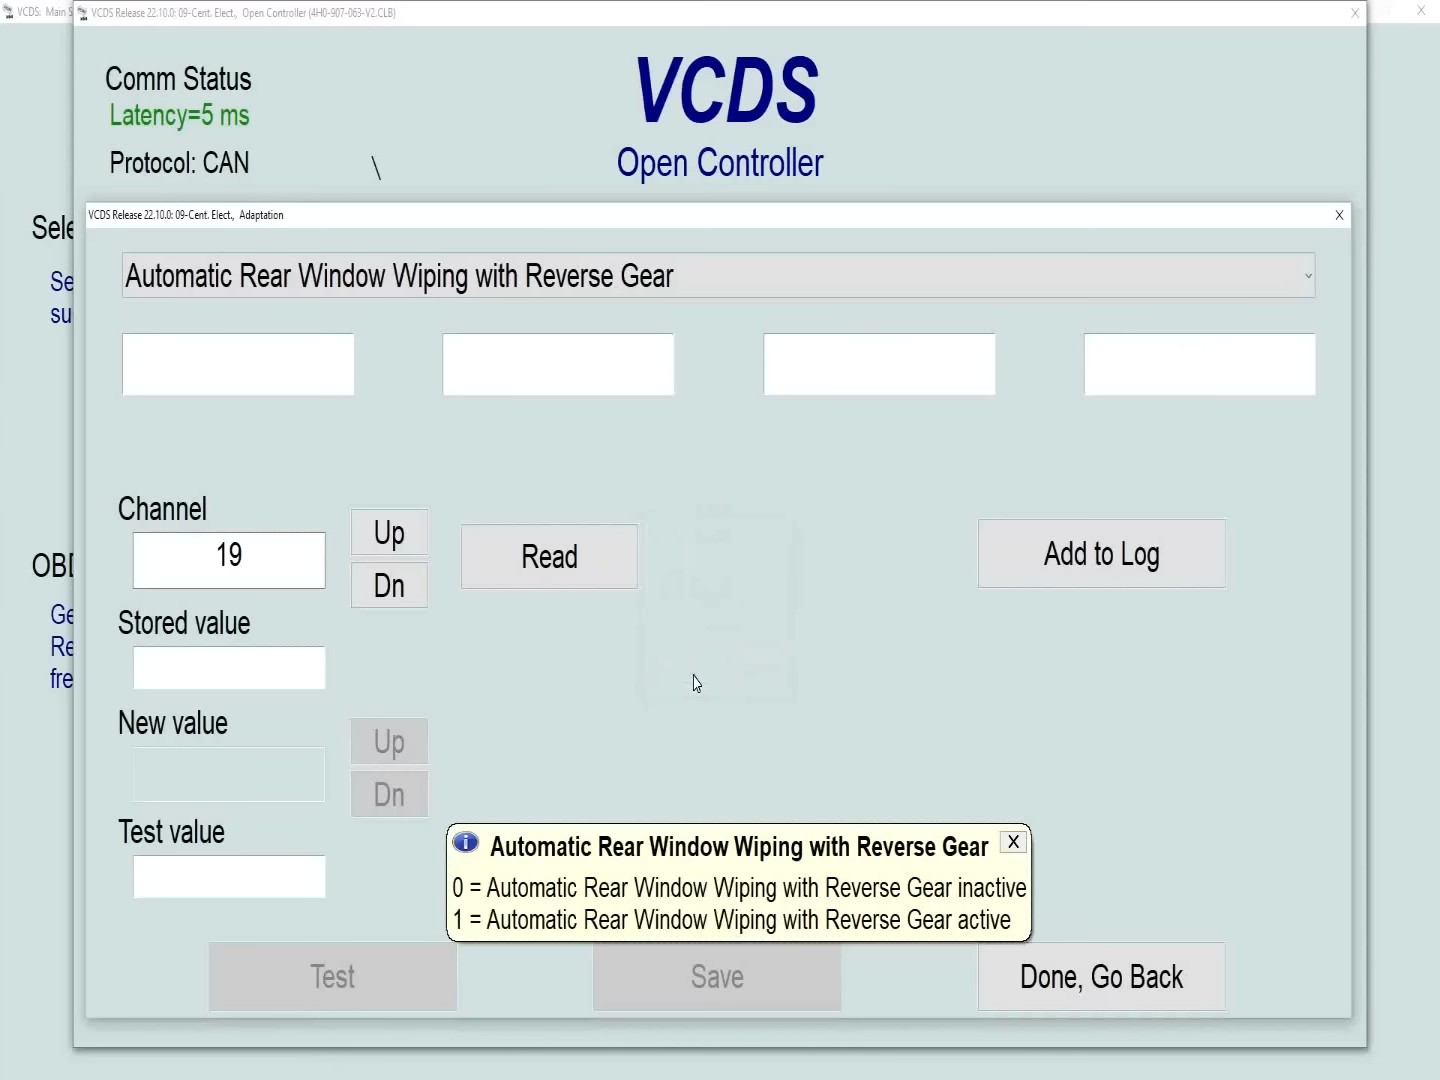 VCDS: Main S
VCDS Release 22.10.0: 09-Cent. Elect., Open Controller (4H0-907-063-V2.CLB)
X
X
Comm Status
Latency=5 ms
Protocol: CAN
\
VCDS
Open Controller
Sele
Se
su
OBD
Ge
Re
fre
VCDS Release 22.10.0: 09-Cent. Elect., Adaptation
X
Automatic Rear Window Wiping with Reverse Gear
Channel
19
Up
Dn
Read
Add to Log
Stored value
New value
Up
Dn
Test value
Automatic Rear Window Wiping with Reverse Gear
X
0 = Automatic Rear Window Wiping with Reverse Gear inactive
1 = Automatic Rear Window Wiping with Reverse Gear active
Test
Save
Done, Go Back